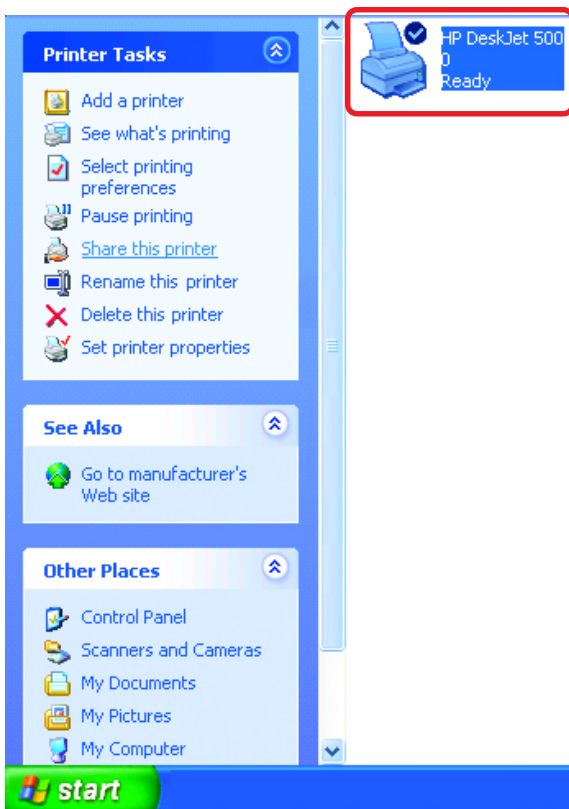 Printer Tasks
Add a printer
See what's printing
Select printing
preferences
Pause printing
Share this printer
Rename this printer
Delete this printer
Set printer properties
See Also
Go to manufacturer's
Web site
Other Places
Control Panel
Scanners and Cameras
My Documents
My Pictures
My Computer
HP DeskJet 500
0
Ready
start